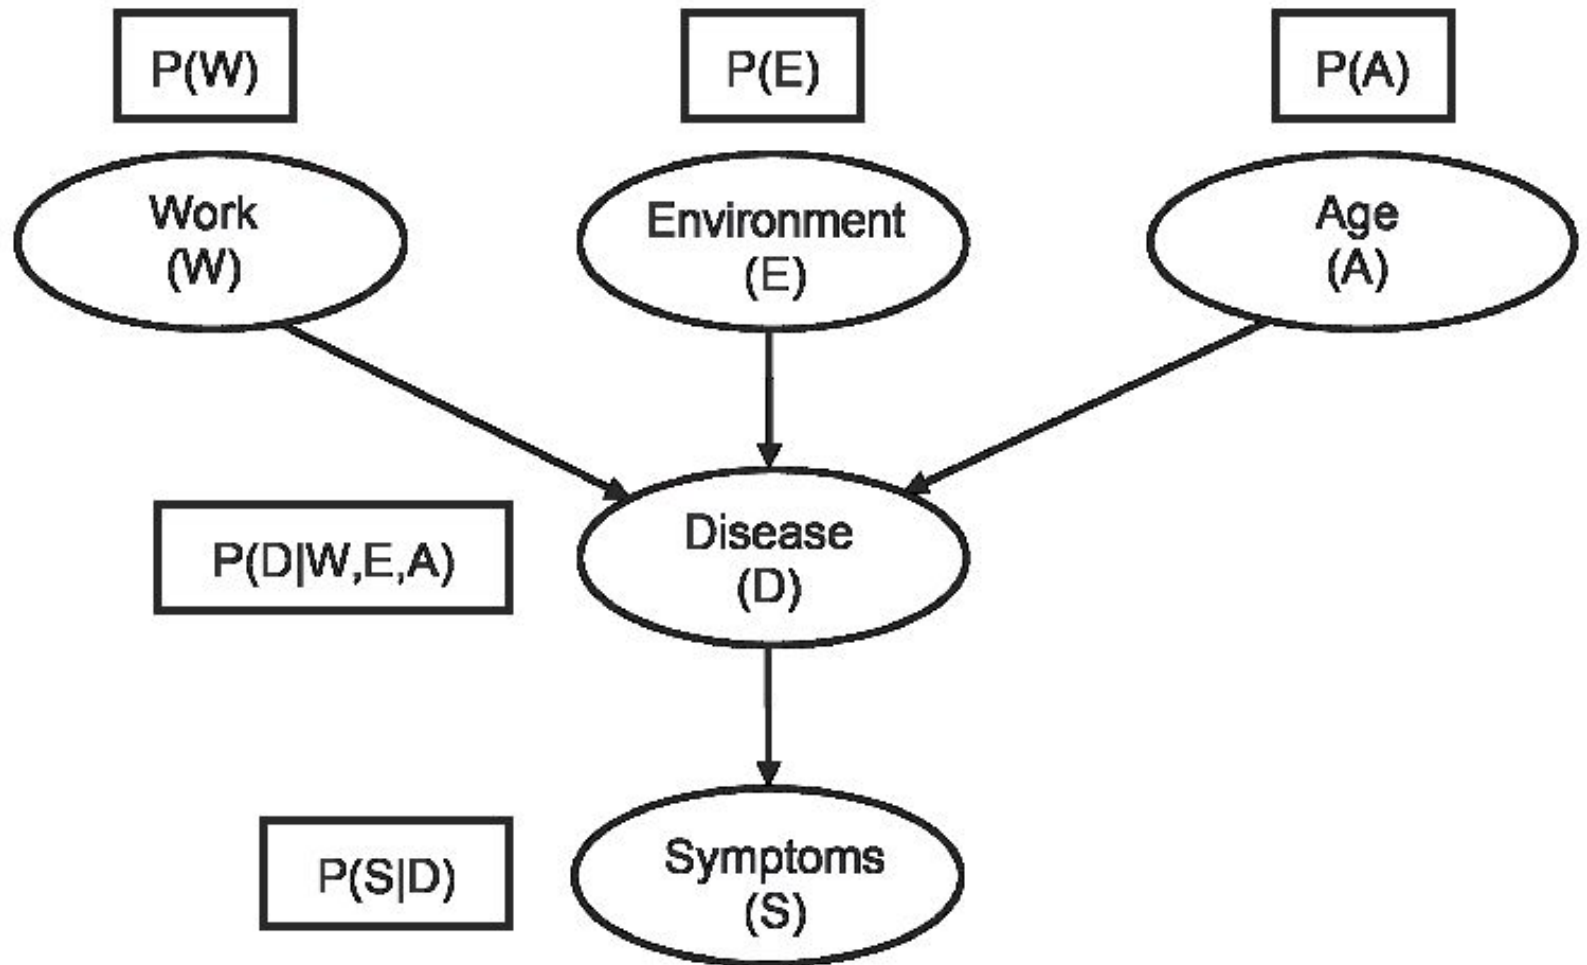 P(W)
P(E)
P(A)
Work
(W)
Environment
(E)
Age
(A)
P(D|W,E,A)
Disease
(D)
P(S|D)
Symptoms
(S)